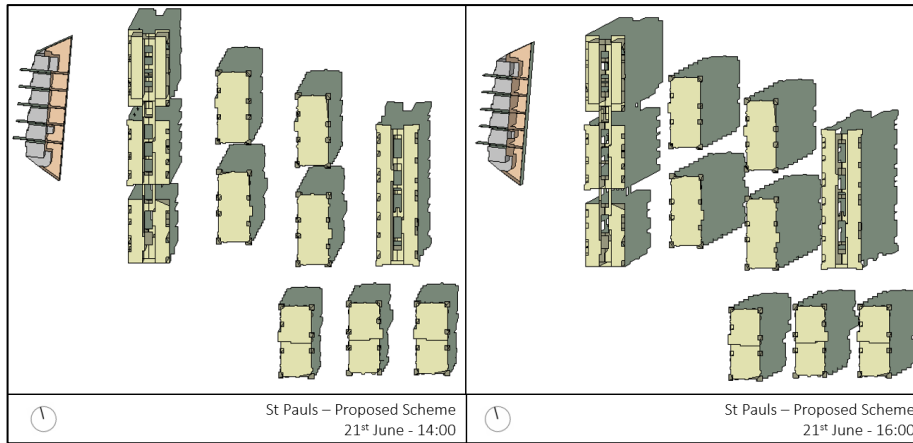 St Pauls – Proposed Scheme
21st June - 14:00
St Pauls – Proposed Scheme
21st June - 16:00